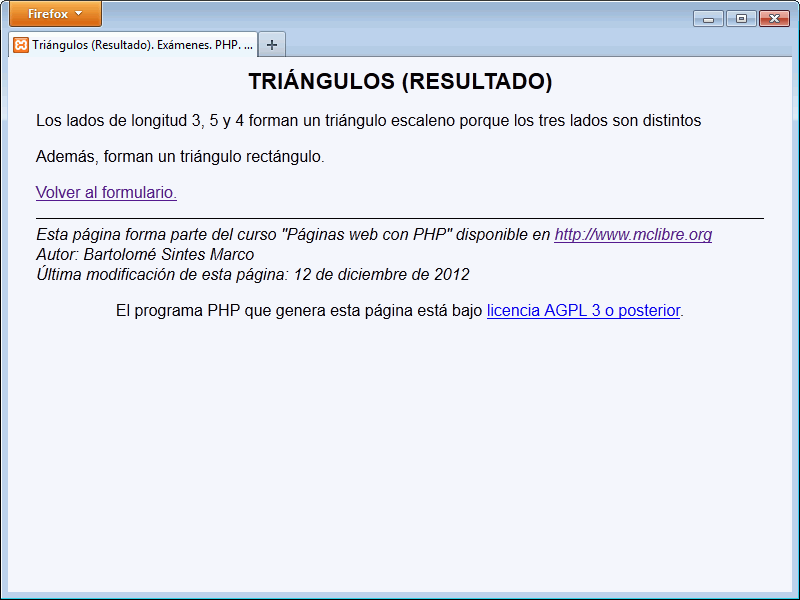 Firefox
Triángulos (Resultado). Exámenes. PHP. ...
TRIÁNGULOS (RESULTADO)
Los lados de longitud 3, 5 y 4 forman un triángulo escaleno porque los tres lados son distintos
Además, forman un triángulo rectángulo.
Volver al formulario.
Esta página forma parte del curso "Páginas web con PHP" disponible en http://www.mclibre.org
Autor: Bartolomé Sintes Marco
Última modificación de esta página: 12 de diciembre de 2012
El programa PHP que genera esta página está bajo licencia AGPL 3 o posterior.